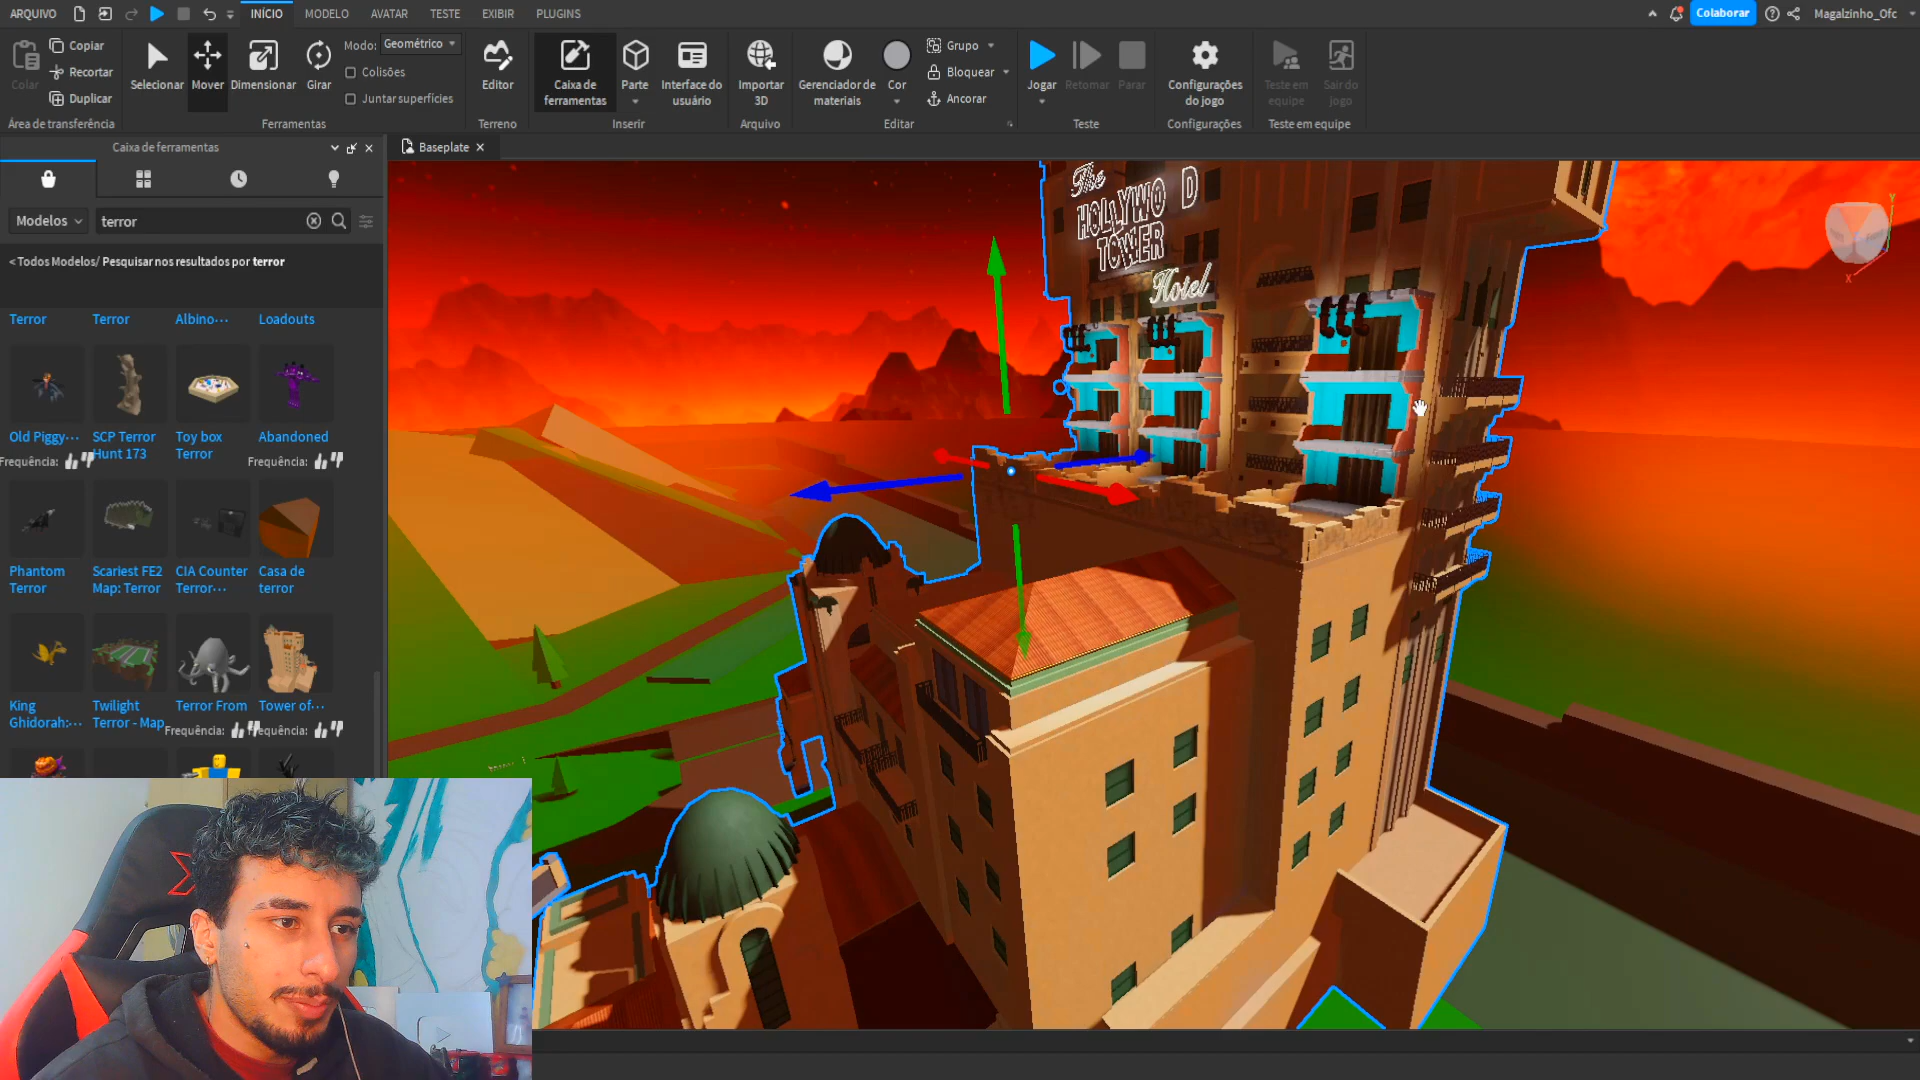 ARQUIVO
INÍCIO
MODELO
AVATAR
TESTE
EXIBIR
PLUGINS
Colaborar
Magalzinho_Ofc
Colar
Copiar
Recortar
Duplicar
Selecionar
Mover
Dimensionar
Girar
Modo:
Geométrico
Colisões
Juntar superfícies
Editor
Caixa de
ferramentas
Parte
Interface do
usuário
Importar
3D
Gerenciador de
materiais
Cor
Grupo
Bloquear
Ancorar
Jogar
Retomar
Parar
Configurações
do jogo
Teste em
equipe
Sair do
jogo
Área de transferência
Ferramentas
Terreno
Inserir
Arquivo
Editar
Teste
Configurações
Teste em equipe
Caixa de ferramentas
Baseplate
Modelos
terror
< Todos Modelos/ Pesquisar nos resultados por terror
Terror
Terror
Albino...
Loadouts
Old Piggy...
SCP Terror
Hunt 173
Toy box
Terror
Abandoned
Frequência:
Frequência:
Phantom
Terror
Scariest FE2
Map: Terror
CIA Counter
Terror...
Casa de
terror
King
Ghidorah:...
Twilight
Terror - Map
Terror From
Tower of...
Frequência:
equência:
The
HOLLYWO D
TOWER
Hotel
Y
X